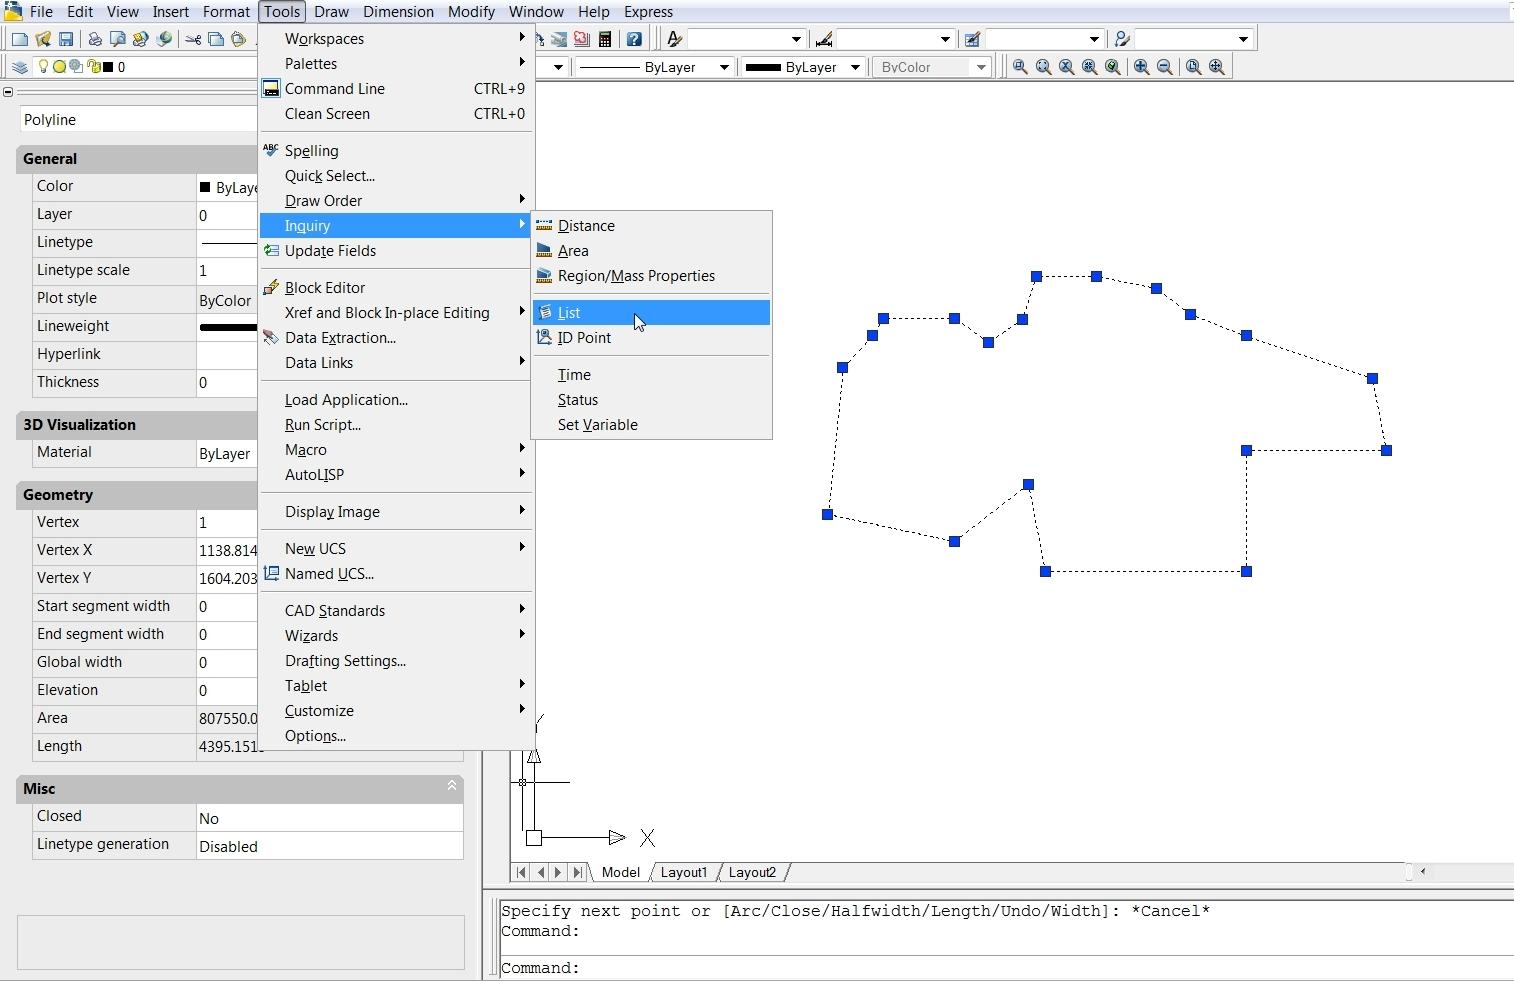 File Edit View Insert Format Tools Draw Dimension Modify Window Help Express
0
ByLayer
ByLayer
ByColor
Polyline
General
Color
Layer 0
Linetype
Linetype scale 1
Plot style ByColor
Lineweight
Hyperlink
Thickness 0
3D Visualization
Material ByLayer
Geometry
Vertex 1
Vertex X 1138.814
Vertex Y 1604.203
Start segment width 0
End segment width 0
Global width 0
Elevation 0
Area 807550.0
Length 4395.151
Misc
Closed No
Linetype generation Disabled
Workspaces
Palettes
Command Line CTRL+9
Clean Screen CTRL+0
ABC Spelling
Quick Select...
Draw Order
Inquiry
Update Fields
Block Editor
Xref and Block In-place Editing
Data Extraction...
Data Links
Load Application...
Run Script...
Macro
AutoLISP
Display Image
New UCS
Named UCS...
CAD Standards
Wizards
Drafting Settings...
Tablet
Customize
Options...
Distance
Area
Region/Mass Properties
List
ID Point
Time
Status
Set Variable
X
Model Layout1 Layout2
Specify next point or [Arc/Close/Halfwidth/Length/Undo/Width]: *Cancel*
Command:
Command: